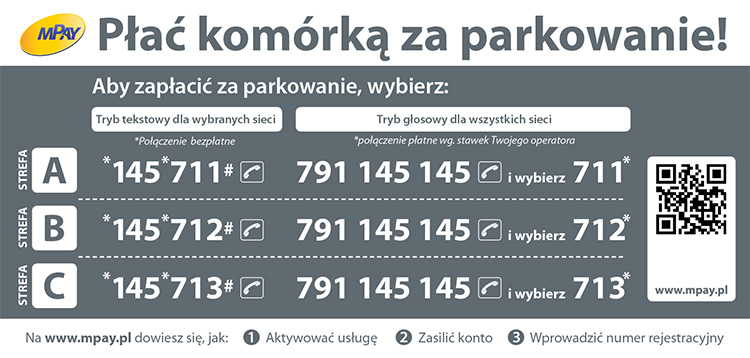 mPAY Płać komórką za parkowanie!
Aby zapłacić za parkowanie, wybierz:
Tryb tekstowy dla wybranych sieci
*Połączenie bezpłatne
Tryb głosowy dla wszystkich sieci
*połączenie płatne wg. stawek Twojego operatora
STREFA A *145*711# 791 145 145 i wybierz 711*
STREFA B *145*712# 791 145 145 i wybierz 712*
STREFA C *145*713# 791 145 145 i wybierz 713*
www.mpay.pl
Na www.mpay.pl dowiesz się, jak: 1 Aktywować usługę 2 Zasilić konto 3 Wprowadzić numer rejestracyjny